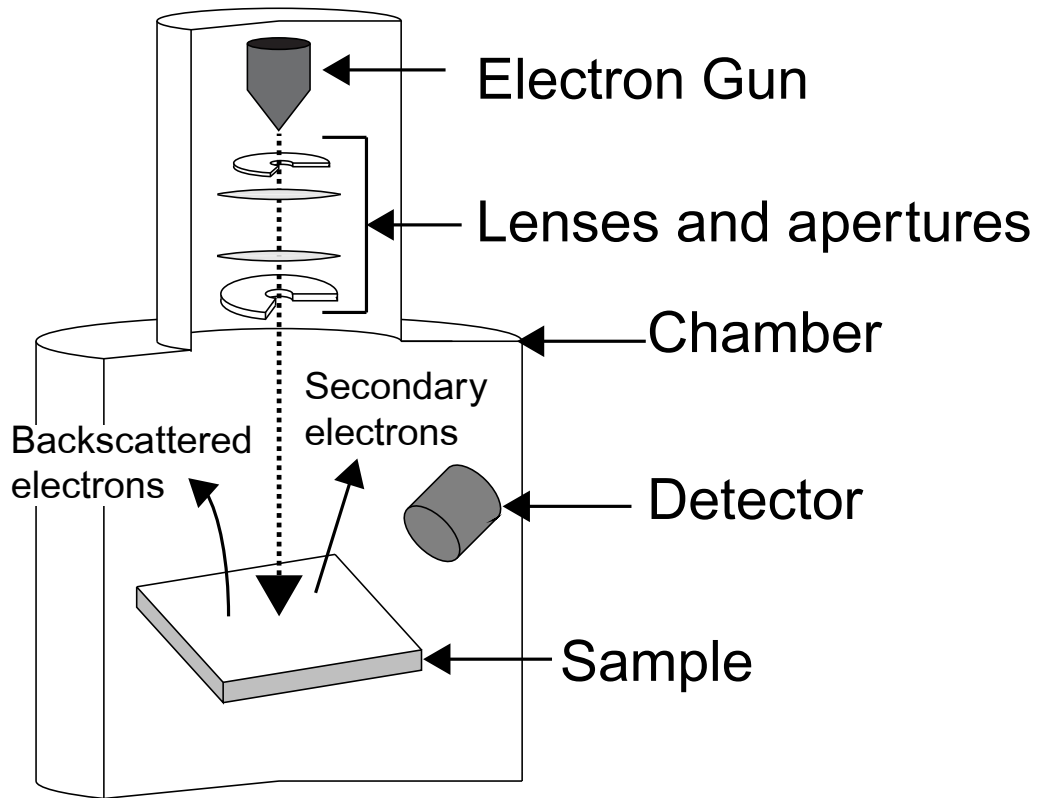 Electron Gun
Lenses and apertures
Chamber
Secondary
electrons
Backscattered
electrons
Detector
Sample